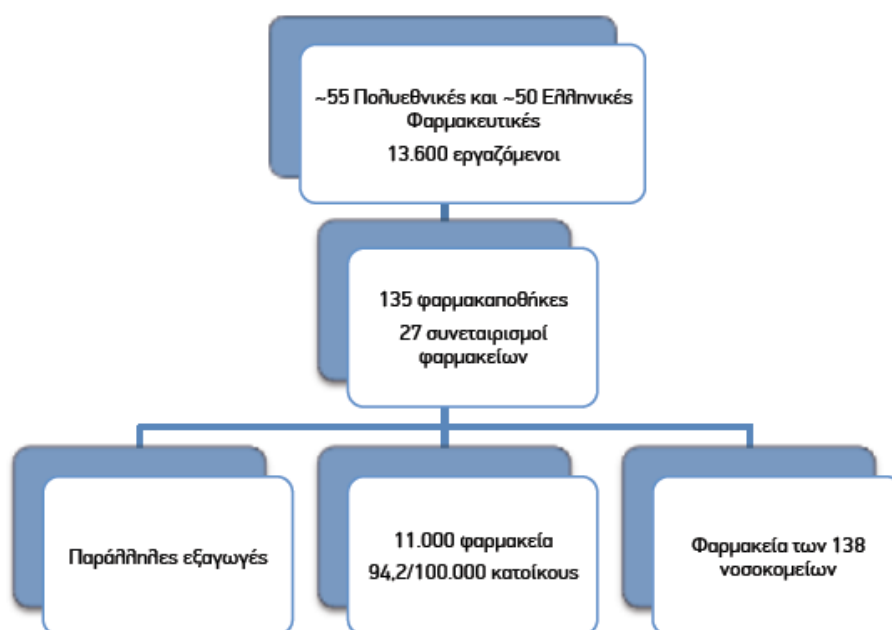 ~55 Πολυεθνικές και ~50 Ελληνικές
Φαρμακευτικές
13.600 εργαζόμενοι
135 φαρμακαποθήκες
27 συνεταιρισμοί
φαρμακείων
Παράλληλες εξαγωγές
11.000 φαρμακεία
94,2/100.000 κατοίκους
Φαρμακεία των 138
νοσοκομείων